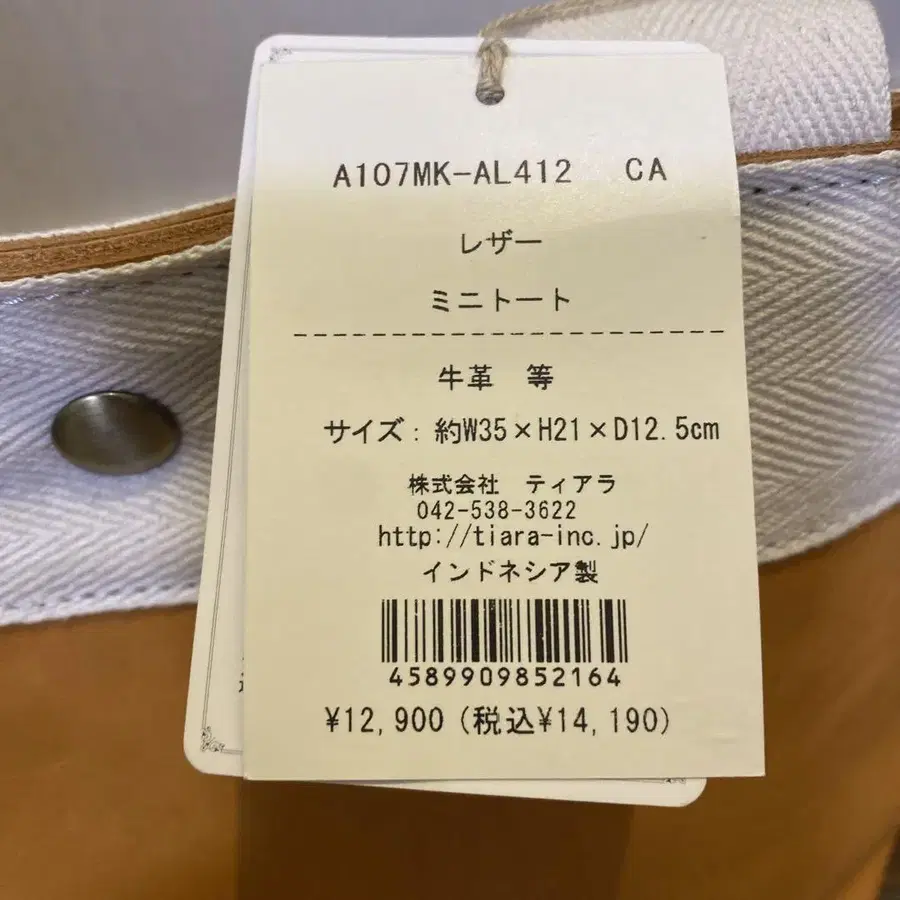 A107MK-AL412 CA
レザー
ミニトート
牛革 等
サイズ：約W35×H21×D12.5cm
株式会社 ティアラ
042-538-3622
http://tiara-inc.jp/
インドネシア製
4589909852164
¥12,900（税込¥14,190）